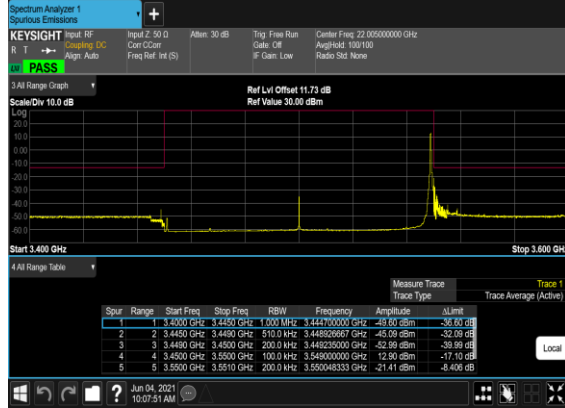 Spectrum Analyzer 1
Spurious Emissions
+
KEYSIGHT Input: RF Input Z: 50 Ω Atten: 30 dB Trig: Free Run Center Freq: 22.005000000 GHz
R T Coupling: DC Corr CCorr Gate: Off Avg|Hold: 100/100
Align: Auto Freq Ref: Int (S) IF Gain: Low Radio Std: None
PASS
3 All Range Graph
Ref Lvl Offset 11.73 dB
Scale/Div 10.0 dB Ref Value 30.00 dBm
Log
20.0
10.0
0.00
-10.0
-20.0
-30.0
-40.0
-50.0
-60.0
Start 3.400 GHz Stop 3.600 GH
4 All Range Table
Measure Trace Trace 1
Trace Type Trace Average (Active)
Spur Range Start Freq Stop Freq RBW Frequency Amplitude ΔLimit
1 1 3.4000 GHz 3.4450 GHz 1.000 MHz 3.444700000 GHz -49.60 dBm -36.60 dB
2 2 3.4450 GHz 3.4490 GHz 510.0 kHz 3.448926667 GHz -45.09 dBm -32.09 dB
3 3 3.4490 GHz 3.4500 GHz 200.0 kHz 3.449235000 GHz -52.99 dBm -39.99 dB
4 4 3.4500 GHz 3.5500 GHz 100.0 kHz 3.549000000 GHz 12.90 dBm -17.10 dB
5 5 3.5500 GHz 3.5510 GHz 200.0 kHz 3.550048333 GHz -21.41 dBm -8.406 dB
Local
? Jun 04, 2021
10:07:51 AM